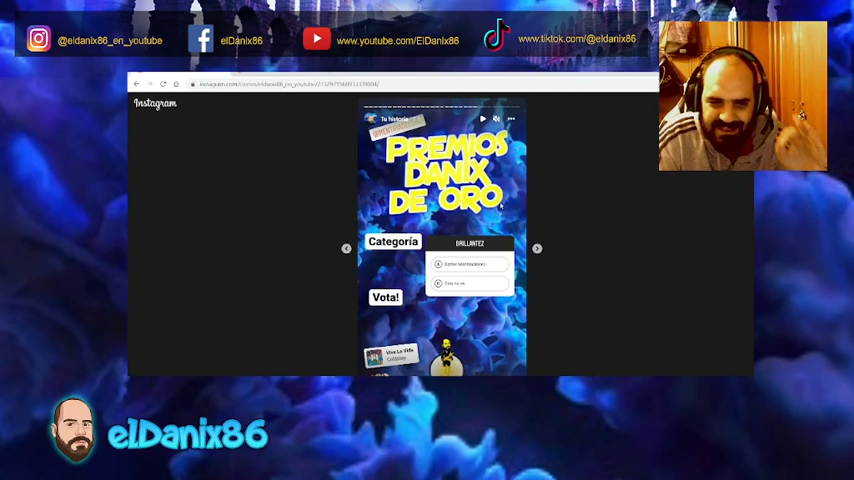 @eldanix86_en_youtube
elDanix86
www.youtube.com/ElDanix86
www.tiktok.com/@eldanix86
Instagram
Tu historia
PREMIOS
DANIX
DE ORO
Categoría
BRILLANTEZ
A
B
Vota!
Viva La Vida
Coldplay
elDanix86